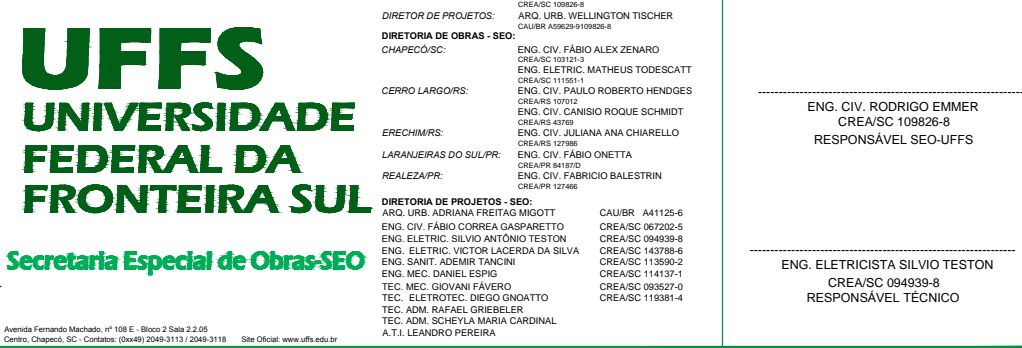 UFFS
UNIVERSIDADE
FEDERAL DA
FRONTEIRA SUL
Secretaria Especial de Obras-SEO
Avenida Fernando Machado, nº 108 E - Bloco 2 Sala 2.2.05
Centro, Chapecó, SC - Contatos: (0xx49) 2049-3113 / 2049-3118 Site Oficial: www.uffs.edu.br
CREA/SC 109826-8
DIRETOR DE PROJETOS: ARQ. URB. WELLINGTON TISCHER
CAU/BR A59629-9109826-8
DIRETORIA DE OBRAS - SEO:
CHAPECÓ/SC: ENG. CIV. FÁBIO ALEX ZENARO
CREA/SC 103121-3
ENG. ELETRIC. MATHEUS TODESCATT
CREA/SC 111551-1
CERRO LARGO/RS: ENG. CIV. PAULO ROBERTO HENDGES
CREA/RS 107012
ENG. CIV. CANISIO ROQUE SCHMIDT
CREA/RS 43769
ERECHIM/RS: ENG. CIV. JULIANA ANA CHIARELLO
CREA/RS 127986
LARANJEIRAS DO SUL/PR: ENG. CIV. FÁBIO ONETTA
CREA/PR 84187/D
REALEZA/PR: ENG. CIV. FABRICIO BALESTRIN
CREA/PR 127466
DIRETORIA DE PROJETOS - SEO:
ARQ. URB. ADRIANA FREITAG MIGOTT CAU/BR A41125-6
ENG. CIV. FÁBIO CORREA GASPARETTO CREA/SC 067202-5
ENG. ELETRIC. SILVIO ANTÔNIO TESTON CREA/SC 094939-8
ENG. ELETRIC. VICTOR LACERDA DA SILVA CREA/SC 143788-6
ENG. SANIT. ADEMIR TANCINI CREA/SC 113590-2
ENG. MEC. DANIEL ESPIG CREA/SC 114137-1
TEC. MEC. GIOVANI FÁVERO CREA/SC 093527-0
TEC. ELETROTEC. DIEGO GNOATTO CREA/SC 119381-4
TEC. ADM. RAFAEL GRIEBELER
TEC. ADM. SCHEYLA MARIA CARDINAL
A.T.I. LEANDRO PEREIRA
ENG. CIV. RODRIGO EMMER
CREA/SC 109826-8
RESPONSÁVEL SEO-UFFS
ENG. ELETRICISTA SILVIO TESTON
CREA/SC 094939-8
RESPONSÁVEL TÉCNICO